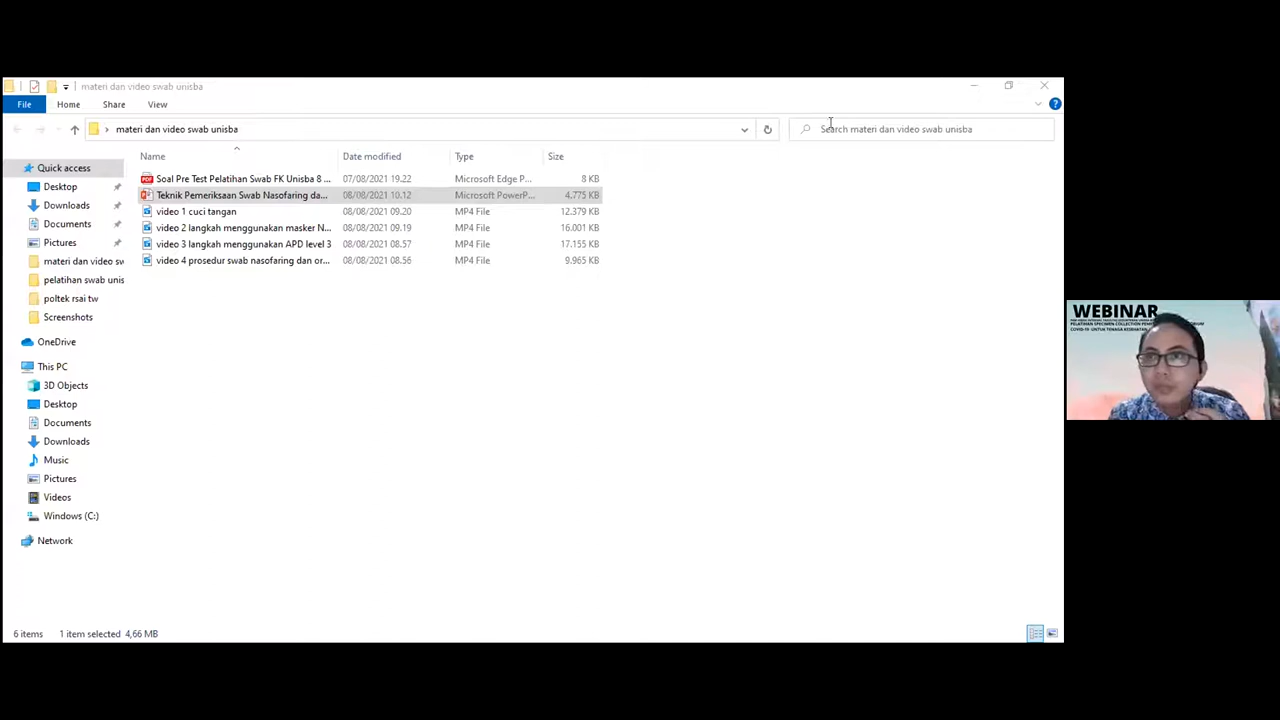 materi dan video swab unisba
File Home Share View
materi dan video swab unisba
Search materi dan video swab unisba
Name Date modified Type Size
Soal Pre Test Pelatihan Swab FK Unisba 8 ... 07/08/2021 19.22 Microsoft Edge P... 8 KB
Teknik Pemeriksaan Swab Nasofaring da... 08/08/2021 10.12 Microsoft PowerP... 4.775 KB
video 1 cuci tangan 08/08/2021 09.20 MP4 File 12.379 KB
video 2 langkah menggunakan masker N... 08/08/2021 09.19 MP4 File 16.001 KB
video 3 langkah menggunakan APD level 3 08/08/2021 08.57 MP4 File 17.155 KB
video 4 prosedur swab nasofaring dan or... 08/08/2021 08.56 MP4 File 9.965 KB
Quick access
Desktop
Downloads
Documents
Pictures
materi dan video sw
pelatihan swab unis
poltek rsai tw
Screenshots
OneDrive
This PC
3D Objects
Desktop
Documents
Downloads
Music
Pictures
Videos
Windows (C:)
Network
6 items 1 item selected 4,66 MB
WEBINAR
PELATIHAN SPECIMEN COLLECTION
COVID-19 UNTUK TENAGA KESEHATAN